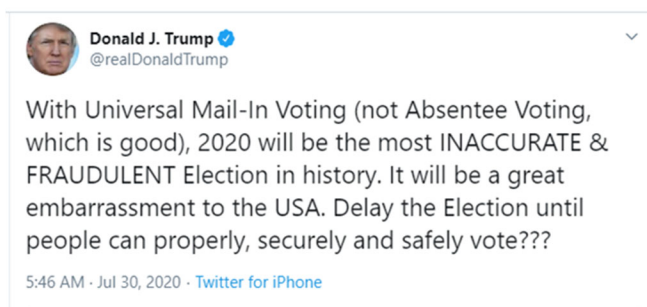 Donald J. Trump
@realDonaldTrump
With Universal Mail-In Voting (not Absentee Voting,
which is good), 2020 will be the most INACCURATE &
FRAUDULENT Election in history. It will be a great
embarrassment to the USA. Delay the Election until
people can properly, securely and safely vote???
5:46 AM · Jul 30, 2020 · Twitter for iPhone